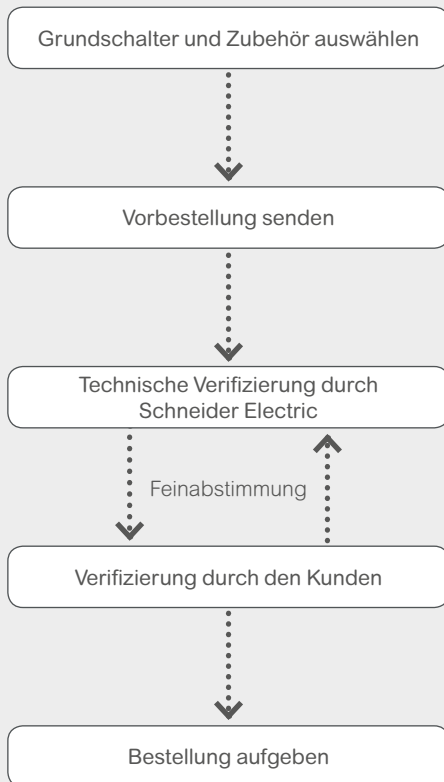 Grundschalter und Zubehör auswählen
Vorbestellung senden
Technische Verifizierung durch
Schneider Electric
Feinabstimmung
Verifizierung durch den Kunden
Bestellung aufgeben